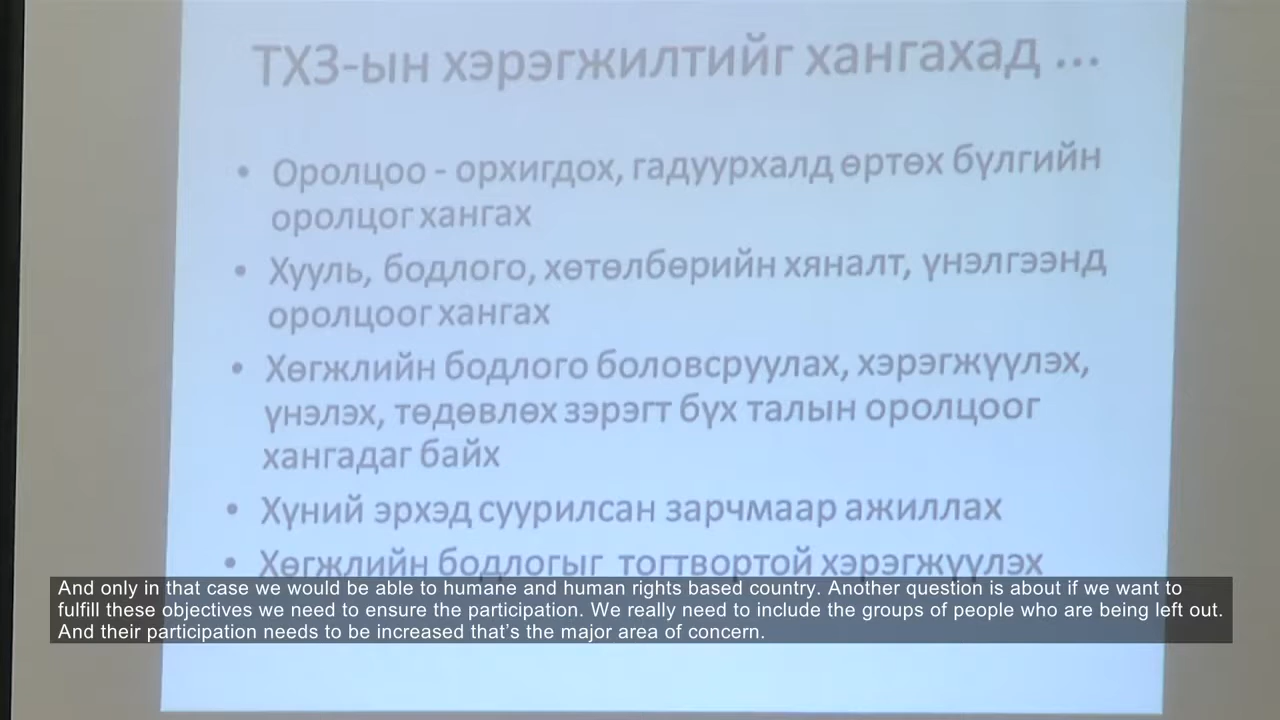 ТХЗ-ын хэрэгжилтийг хангахад ...
• Оролцоо - орхигдох, гадуурхалд өртөх бүлгийн
оролцог хангах
• Хууль, бодлого, хөтөлбөрийн хяналт, үнэлгээнд
оролцоог хангах
• Хөгжлийн бодлого боловсруулах, хэрэгжүүлэх,
үнэлэх, төдөвлөх зэрэгт бүх талын оролцоог
хангадаг байх
• Хүний эрхэд суурилсан зарчмаар ажиллах
• Хөгжлийн бодлогыг тогтвортой хэрэгжүүлэх
And only in that case we would be able to humane and human rights based country. Another question is about if we want to
fulfill these objectives we need to ensure the participation. We really need to include the groups of people who are being left out.
And their participation needs to be increased that's the major area of concern.